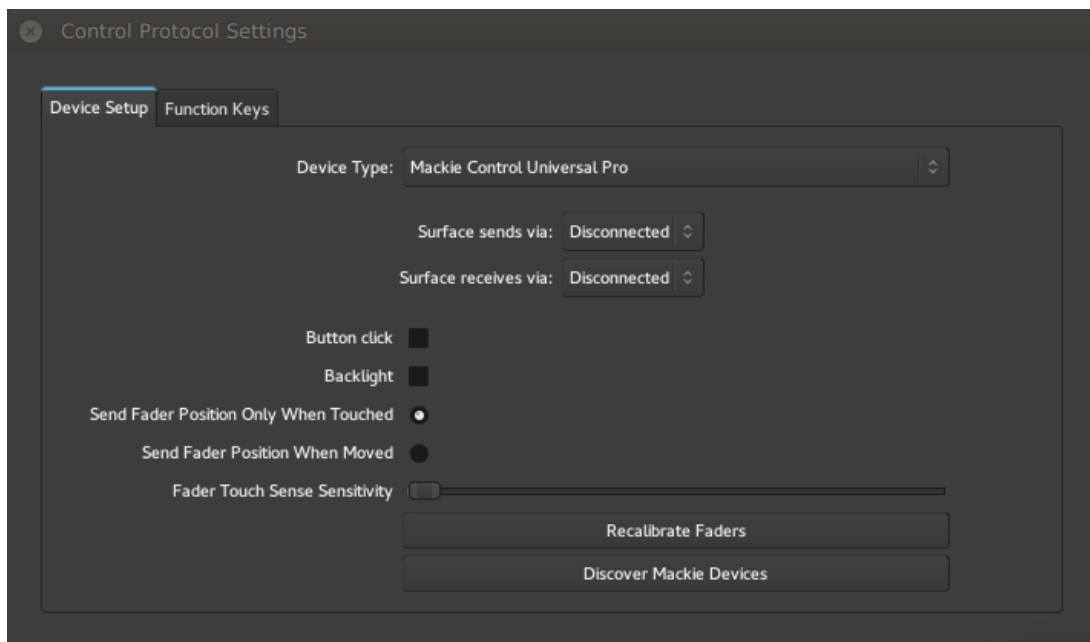 Control Protocol Settings
Device Setup Function Keys
Device Type: Mackie Control Universal Pro
Surface sends via: Disconnected
Surface receives via: Disconnected
Button click
Backlight
Send Fader Position Only When Touched
Send Fader Position When Moved
Fader Touch Sense Sensitivity
Recalibrate Faders
Discover Mackie Devices